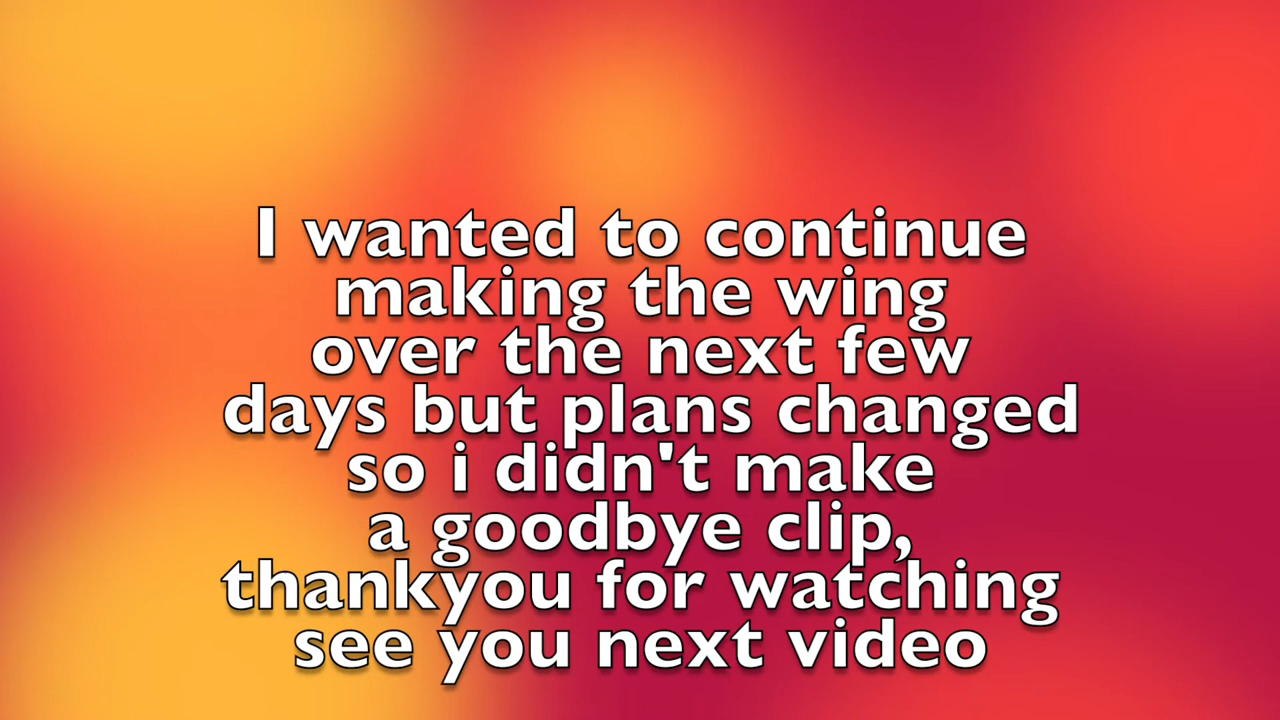 I wanted to continue
making the wing
over the next few
days but plans changed
so i didn't make
a goodbye clip,
thankyou for watching
see you next video